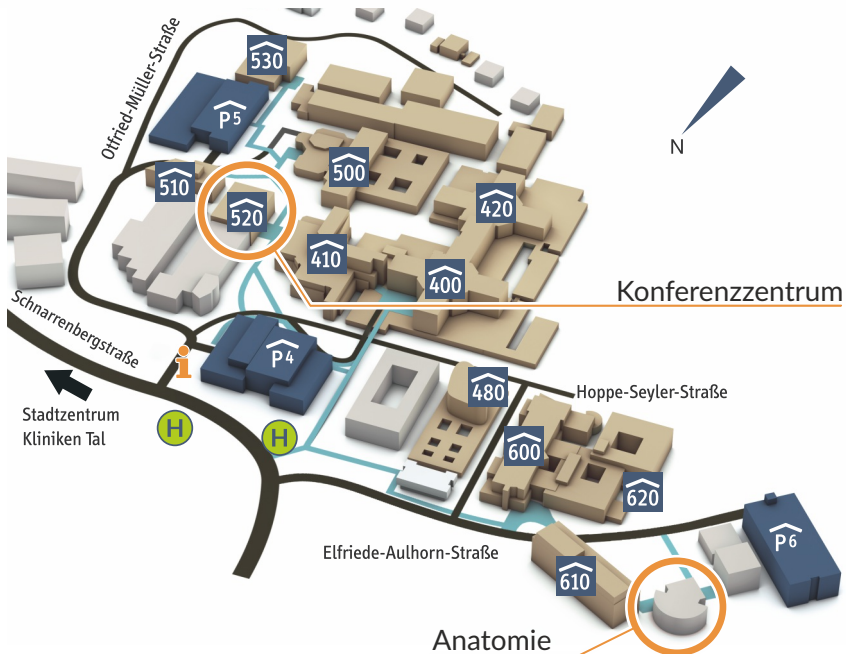 530
Otfried-Müller-Straße
P5
N
500
510
420
520
410
400
Konferenzzentrum
Schnarrenbergstraße
P4
i
480
Hoppe-Seyler-Straße
Stadtzentrum
Kliniken Tal
H
H
600
620
P6
Elfriede-Aulhorn-Straße
610
Anatomie